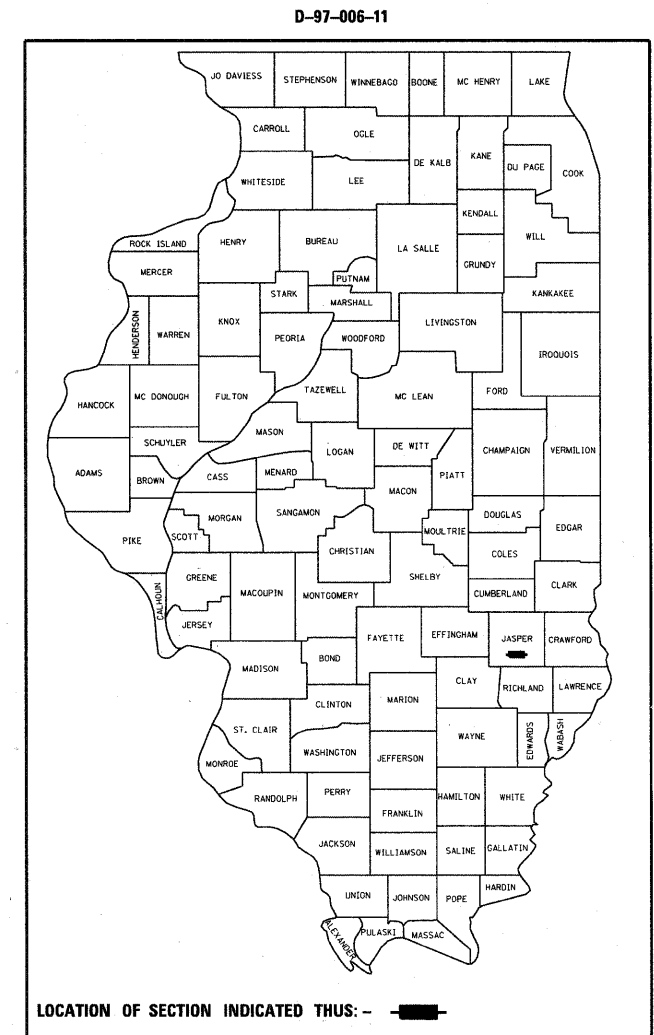 D-97-006-11
JO DAVIESS STEPHENSON WINNEBAGO BOONE MC HENRY LAKE
CARROLL OGLE
DE KALB KANE DU PAGE COOK
WHITESIDE LEE
KENDALL
ROCK ISLAND HENRY BUREAU LA SALLE WILL
MERCER PUTNAM GRUNDY
STARK MARSHALL KANKAKEE
HENDERSON WARREN KNOX PEORIA WOODFORD LIVINGSTON
IROQUOIS
HANCOCK MC DONOUGH FULTON TAZEWELL MC LEAN FORD
SCHUYLER MASON LOGAN DE WITT CHAMPAIGN VERMILION
ADAMS BROWN CASS MENARD PIATT
MACON
PIKE SCOTT MORGAN SANGAMON MOULTRIE DOUGLAS EDGAR
CHRISTIAN COLES
CALHOUN GREENE MACOUPIN MONTGOMERY SHELBY CUMBERLAND CLARK
JERSEY FAYETTE EFFINGHAM JASPER CRAWFORD
MADISON BOND
CLAY RICHLAND LAWRENCE
CLINTON MARION
ST. CLAIR WAYNE EDWARDS WABASH
WASHINGTON JEFFERSON
MONROE
RANDOLPH PERRY HAMILTON WHITE
FRANKLIN
JACKSON WILLIAMSON SALINE GALLATIN
UNION JOHNSON POPE HARDIN
ALEXANDER PULASKI MASSAC
LOCATION OF SECTION INDICATED THUS: -